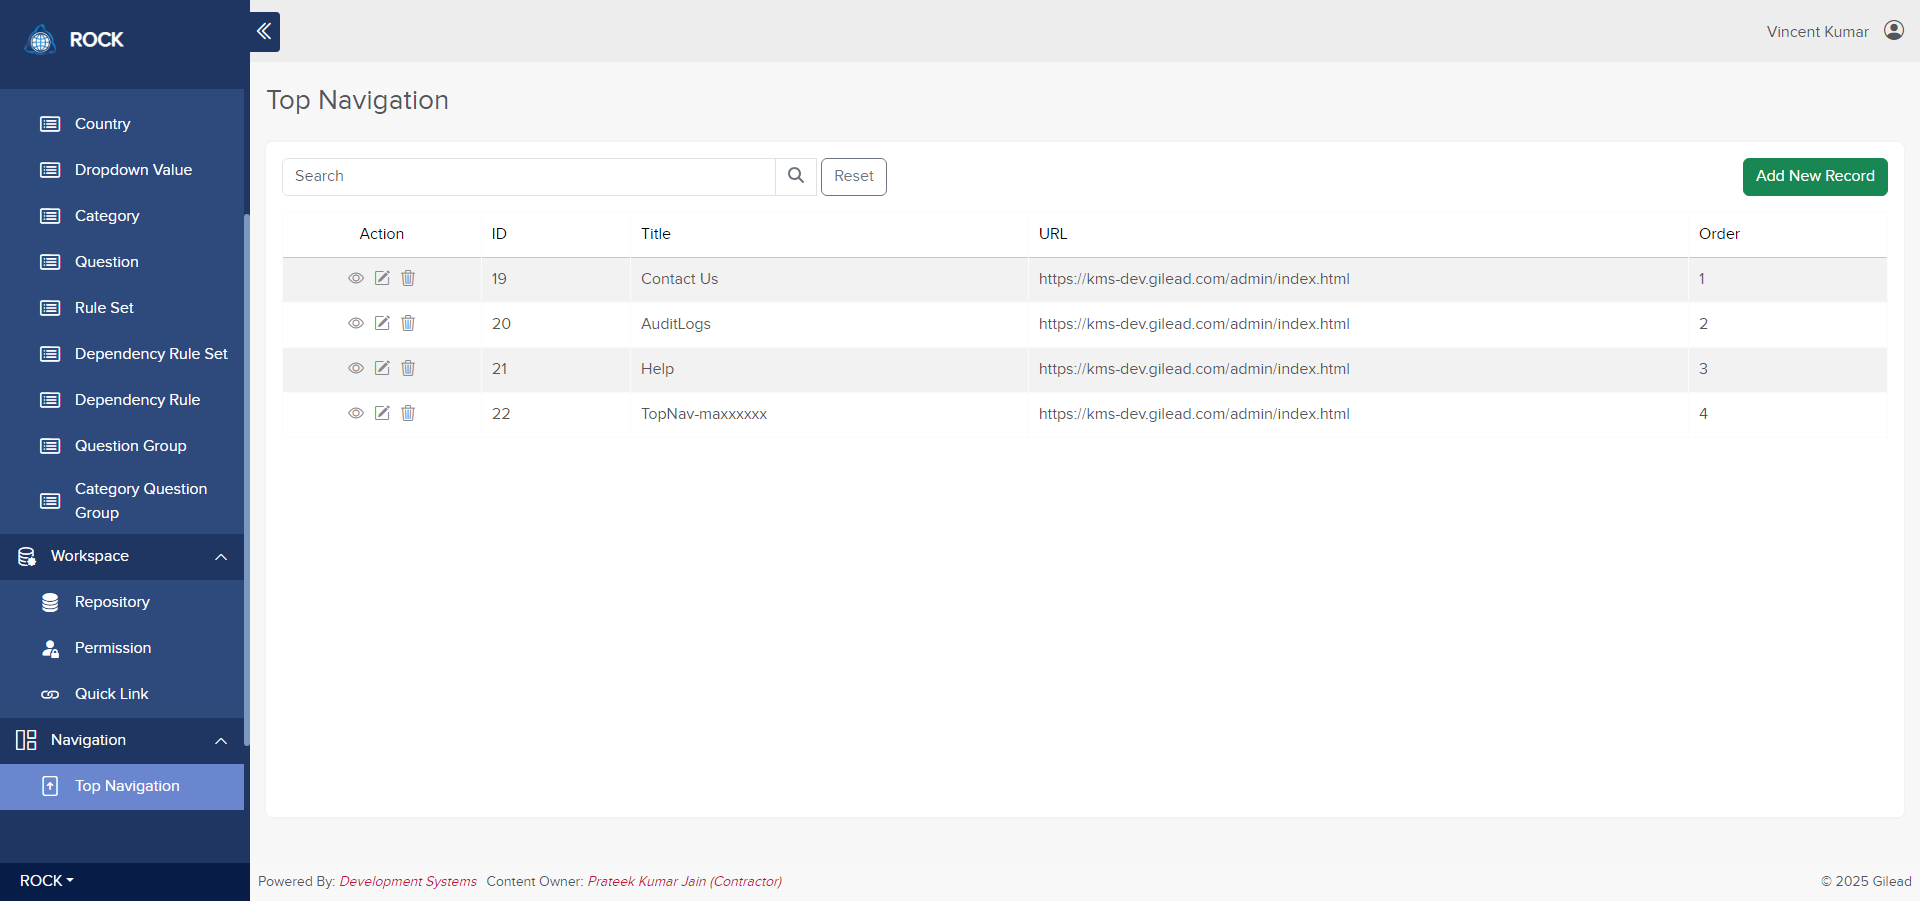 ROCK
Vincent Kumar
Country
Dropdown Value
Category
Question
Rule Set
Dependency Rule Set
Dependency Rule
Question Group
Category Question
Group
Workspace
Repository
Permission
Quick Link
Navigation
Top Navigation
ROCK
Top Navigation
Search
Reset
Add New Record
Action ID Title URL Order
19 Contact Us https://kms-dev.gilead.com/admin/index.html 1
20 AuditLogs https://kms-dev.gilead.com/admin/index.html 2
21 Help https://kms-dev.gilead.com/admin/index.html 3
22 TopNav-maxxxxxx https://kms-dev.gilead.com/admin/index.html 4
Powered By: Development Systems Content Owner: Prateek Kumar Jain (Contractor)
© 2025 Gilead